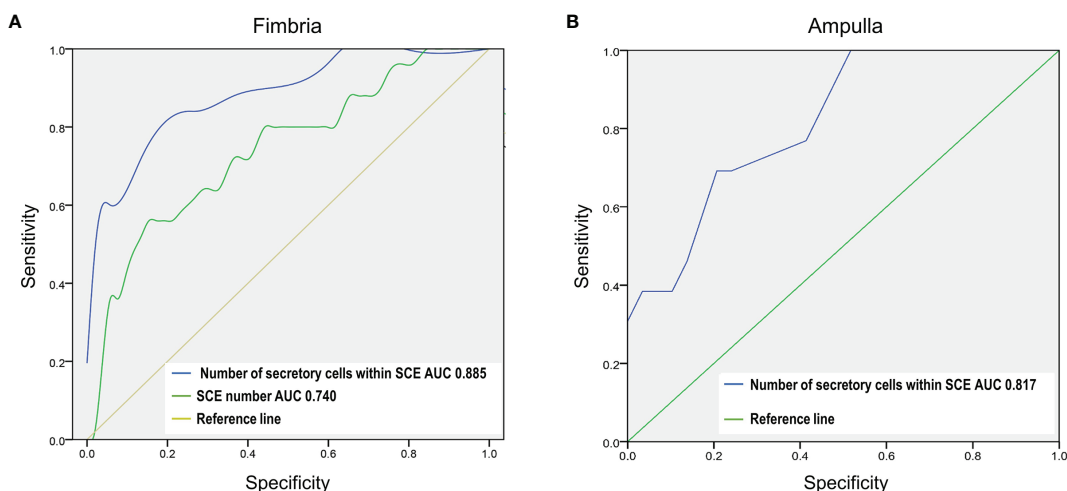 A
Fimbria
Sensitivity
1.0
0.8
0.6
0.4
0.2
0.0
Number of secretory cells within SCE AUC 0.885
SCE number AUC 0.740
Reference line
0.0 0.2 0.4 0.6 0.8 1.0
Specificity
B
Ampulla
Sensitivity
1.0
0.8
0.6
0.4
0.2
0.0
Number of secretory cells within SCE AUC 0.817
Reference line
0.0 0.2 0.4 0.6 0.8 1.0
Specificity